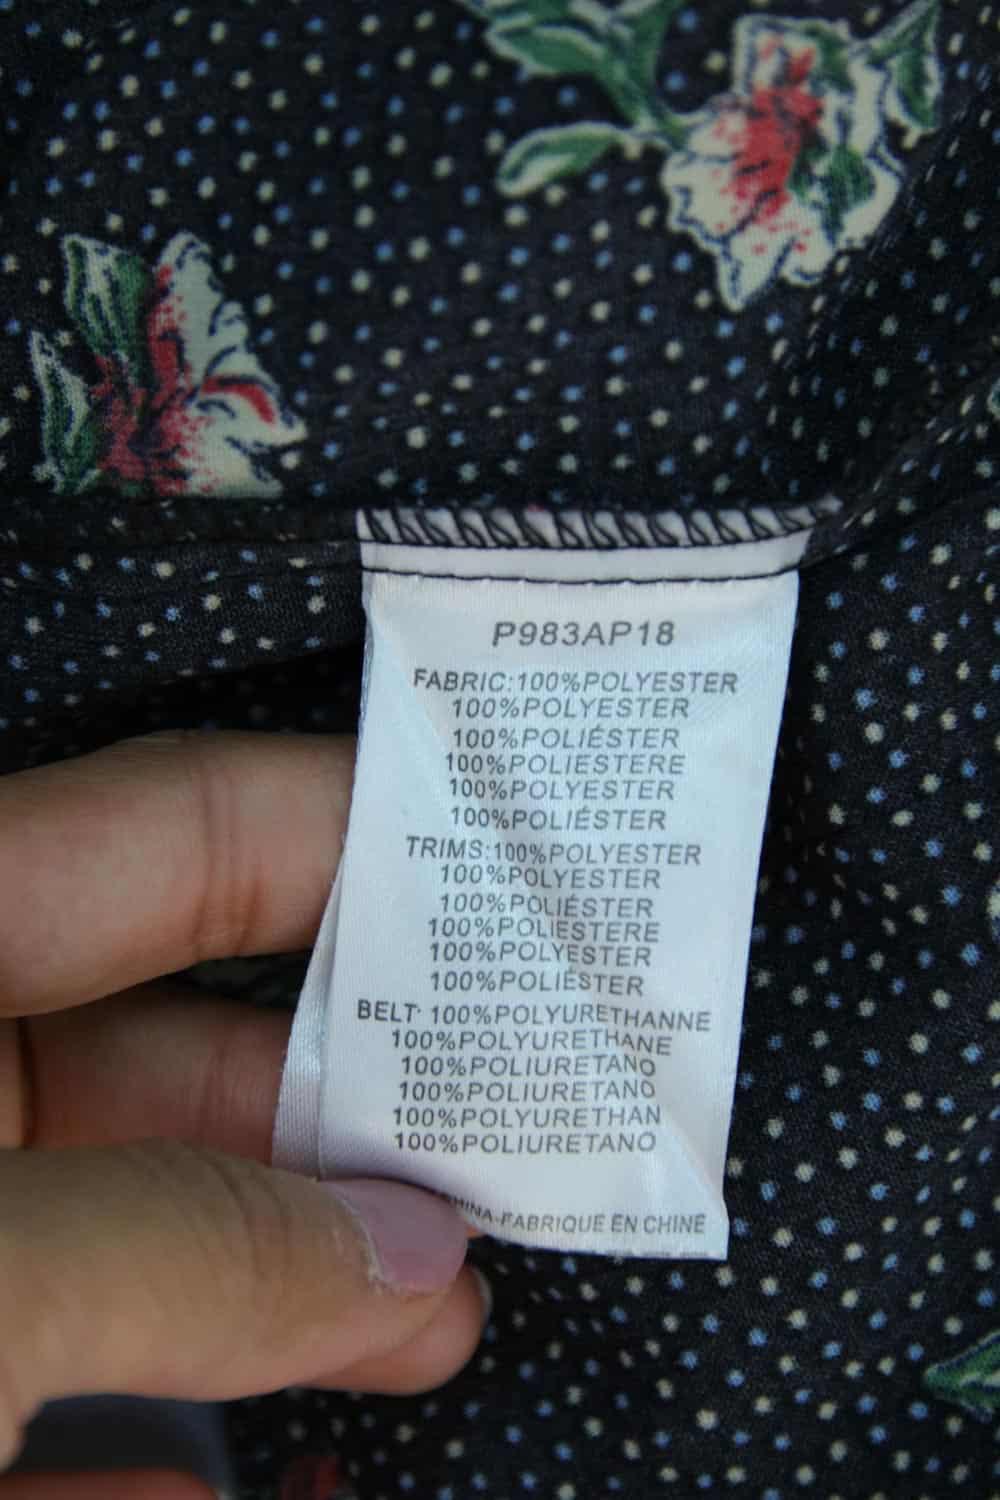 P983AP18
FABRIC:100%POLYESTER
100%POLYESTER
100%POLIÉSTER
100%POLIESTERE
100%POLYESTER
100%POLIÉSTER
TRIMS:100%POLYESTER
100%POLYESTER
100%POLIÉSTER
100%POLIESTERE
100%POLYESTER
100%POLIÉSTER
BELT: 100%POLYURETHANNE
100%POLYURETHANE
100%POLIURETANO
100%POLIURETANO
100%POLYURETHAN
100%POLIURETANO
CHINA-FABRIQUE EN CHINE